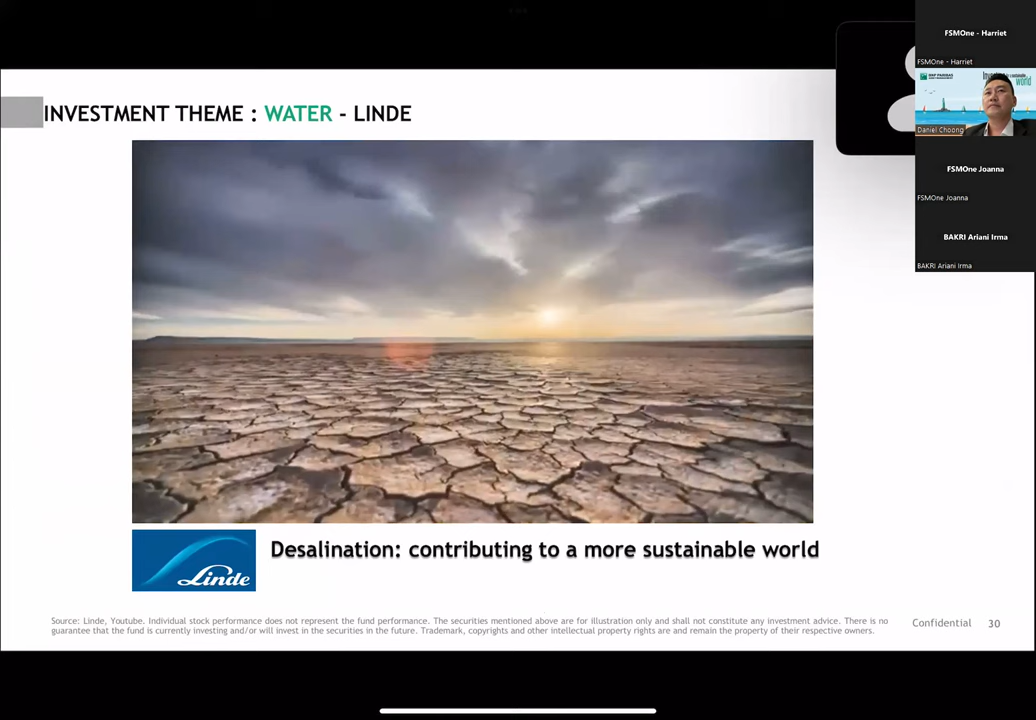 INVESTMENT THEME : WATER - LINDE
Linde
Desalination: contributing to a more sustainable world
Source: Linde, Youtube. Individual stock performance does not represent the fund performance. The securities mentioned above are for illustration only and shall not constitute any investment advice. There is no
guarantee that the fund is currently investing and/or will invest in the securities in the future. Trademark, copyrights and other intellectual property rights are and remain the property of their respective owners.
Confidential 30
FSMOne - Harriet
FSMOne - Harriet
BNP PARIBAS
world
Daniel Choong
FSMOne Joanna
FSMOne Joanna
BAKRI Ariani Irma
BAKRI Ariani Irma